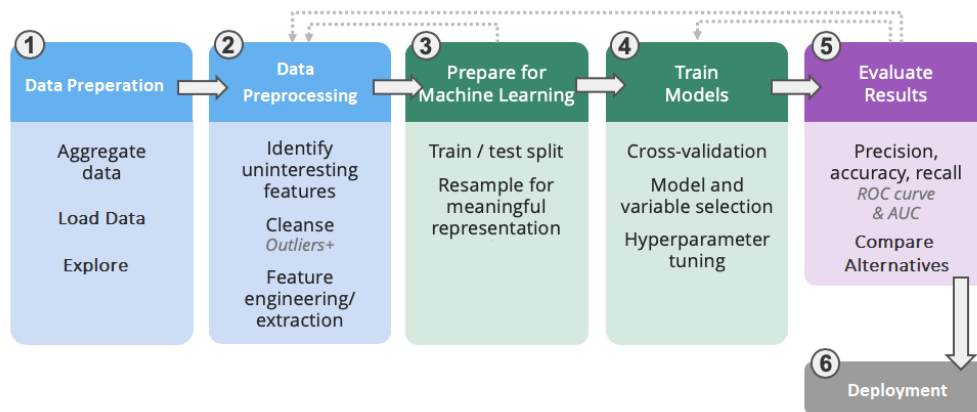 1
Data Preperation
Aggregate
data
Load Data
Explore
2
Data
Preprocessing
Identify
uninteresting
features
Cleanse
Outliers+
Feature
engineering/
extraction
3
Prepare for
Machine Learning
Train / test split
Resample for
meaningful
representation
4
Train
Models
Cross-validation
Model and
variable selection
Hyperparameter
tuning
5
Evaluate
Results
Precision,
accuracy, recall
ROC curve
& AUC
Compare
Alternatives
6
Deployment